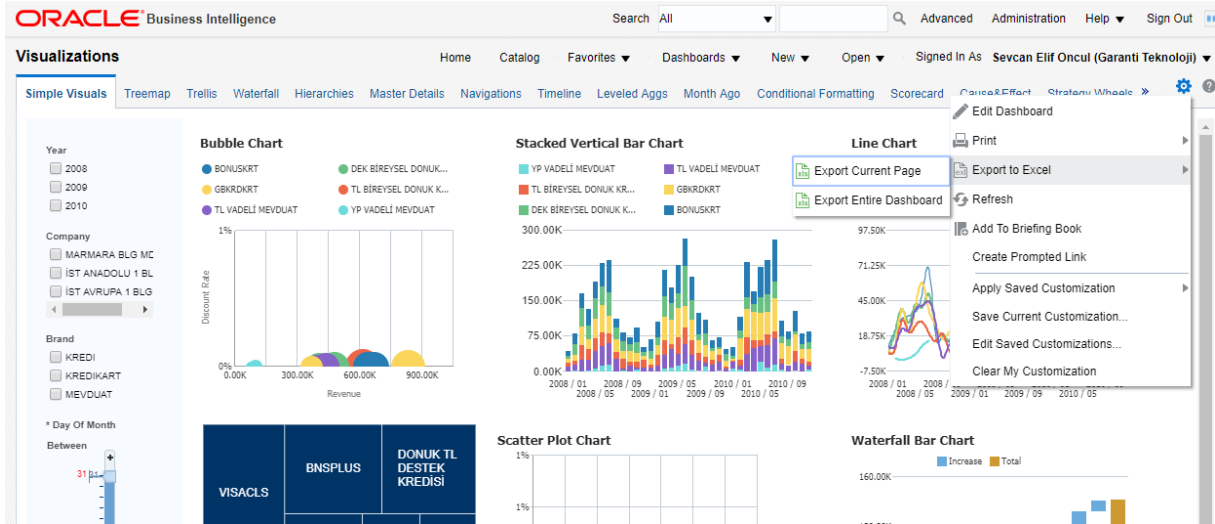 ORACLE Business Intelligence
Search All
Advanced Administration Help Sign Out
Visualizations
Home Catalog Favorites Dashboards New Open Signed In As Sevcan Elif Oncul (Garanti Teknoloji)
Simple Visuals Treemap Trellis Waterfall Hierarchies Master Details Navigations Timeline Leveled Aggs Month Ago Conditional Formatting Scorecard Cause&Effect Strategy Wheels »
Edit Dashboard
Print
Export to Excel
Refresh
Add To Briefing Book
Create Prompted Link
Apply Saved Customization
Save Current Customization...
Edit Saved Customizations...
Clear My Customization
Export Current Page
Export Entire Dashboard
Year
2008
2009
2010
Company
MARMARA BLG
İST ANADOLU 1 BL
İST AVRUPA 1 BLG
Brand
KREDI
KREDIKART
MEVDUAT
* Day Of Month
Between
31
Bubble Chart
BONUSKRT DEK BİREYSEL DONUK...
GBKRDKRT TL BİREYSEL DONUK K...
TL VADELİ MEVDUAT YP VADELİ MEVDUAT
1%
Discount Rate
0%
0.00K 300.00K 600.00K 900.00K
Revenue
Stacked Vertical Bar Chart
YP VADELİ MEVDUAT TL VADELİ MEVDUAT
TL BİREYSEL DONUK KR... GBKRDKRT
DEK BİREYSEL DONUK K... BONUSKRT
300.00K
225.00K
150.00K
75.00K
0.00K
2008 / 01 2008 / 09 2009 / 05 2010 / 01 2010 / 09
2008 / 05 2009 / 01 2009 / 09 2010 / 05
Line Chart
97.50K
71.25K
45.00K
18.75K
-7.50K
2008 / 01 2008 /
2008 / 05 2009 / 01 2009 / 09 2010 / 05
VISACLS
BNSPLUS
DONUK TL
DESTEK
KREDİSİ
Scatter Plot Chart
1%
1%
Waterfall Bar Chart
Increase Total
160.00K